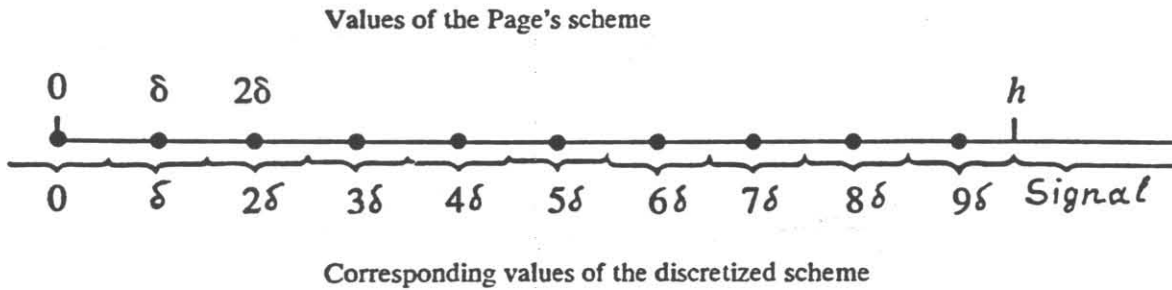 Values of the Page's scheme
0 δ 2δ h
0 δ 2δ 3δ 4δ 5δ 6δ 7δ 8δ 9δ Signal
Corresponding values of the discretized scheme